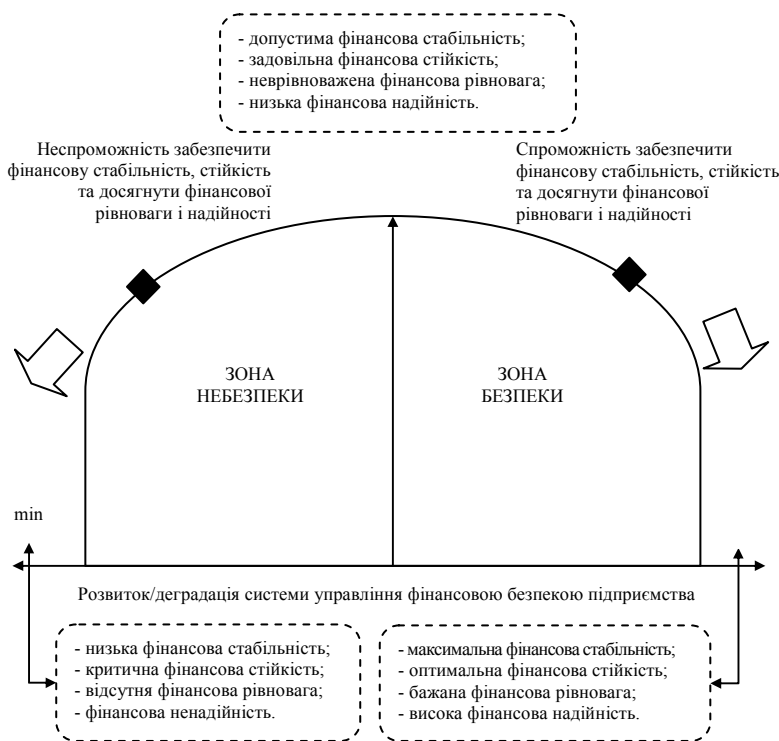 - допустима фінансова стабільність;
- задовільна фінансова стійкість;
- неврівноважена фінансова рівновага;
- низька фінансова надійність.
Неспроможність забезпечити
фінансову стабільність, стійкість
та досягнути фінансової
рівноваги і надійності
Спроможність забезпечити
фінансову стабільність, стійкість
та досягнути фінансової
рівноваги і надійності
ЗОНА
НЕБЕЗПЕКИ
ЗОНА
БЕЗПЕКИ
min
Розвиток/деградація системи управління фінансовою безпекою підприємства
- низька фінансова стабільність;
- критична фінансова стійкість;
- відсутня фінансова рівновага;
- фінансова ненадійність.
- максимальна фінансова стабільність;
- оптимальна фінансова стійкість;
- бажана фінансова рівновага;
- висока фінансова надійність.